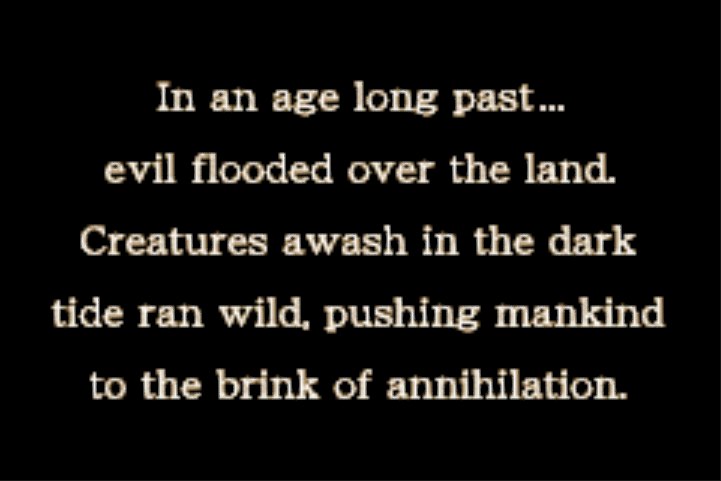 In an age long past...
evil flooded over the land.
Creatures awash in the dark
tide ran wild, pushing mankind
to the brink of annihilation.